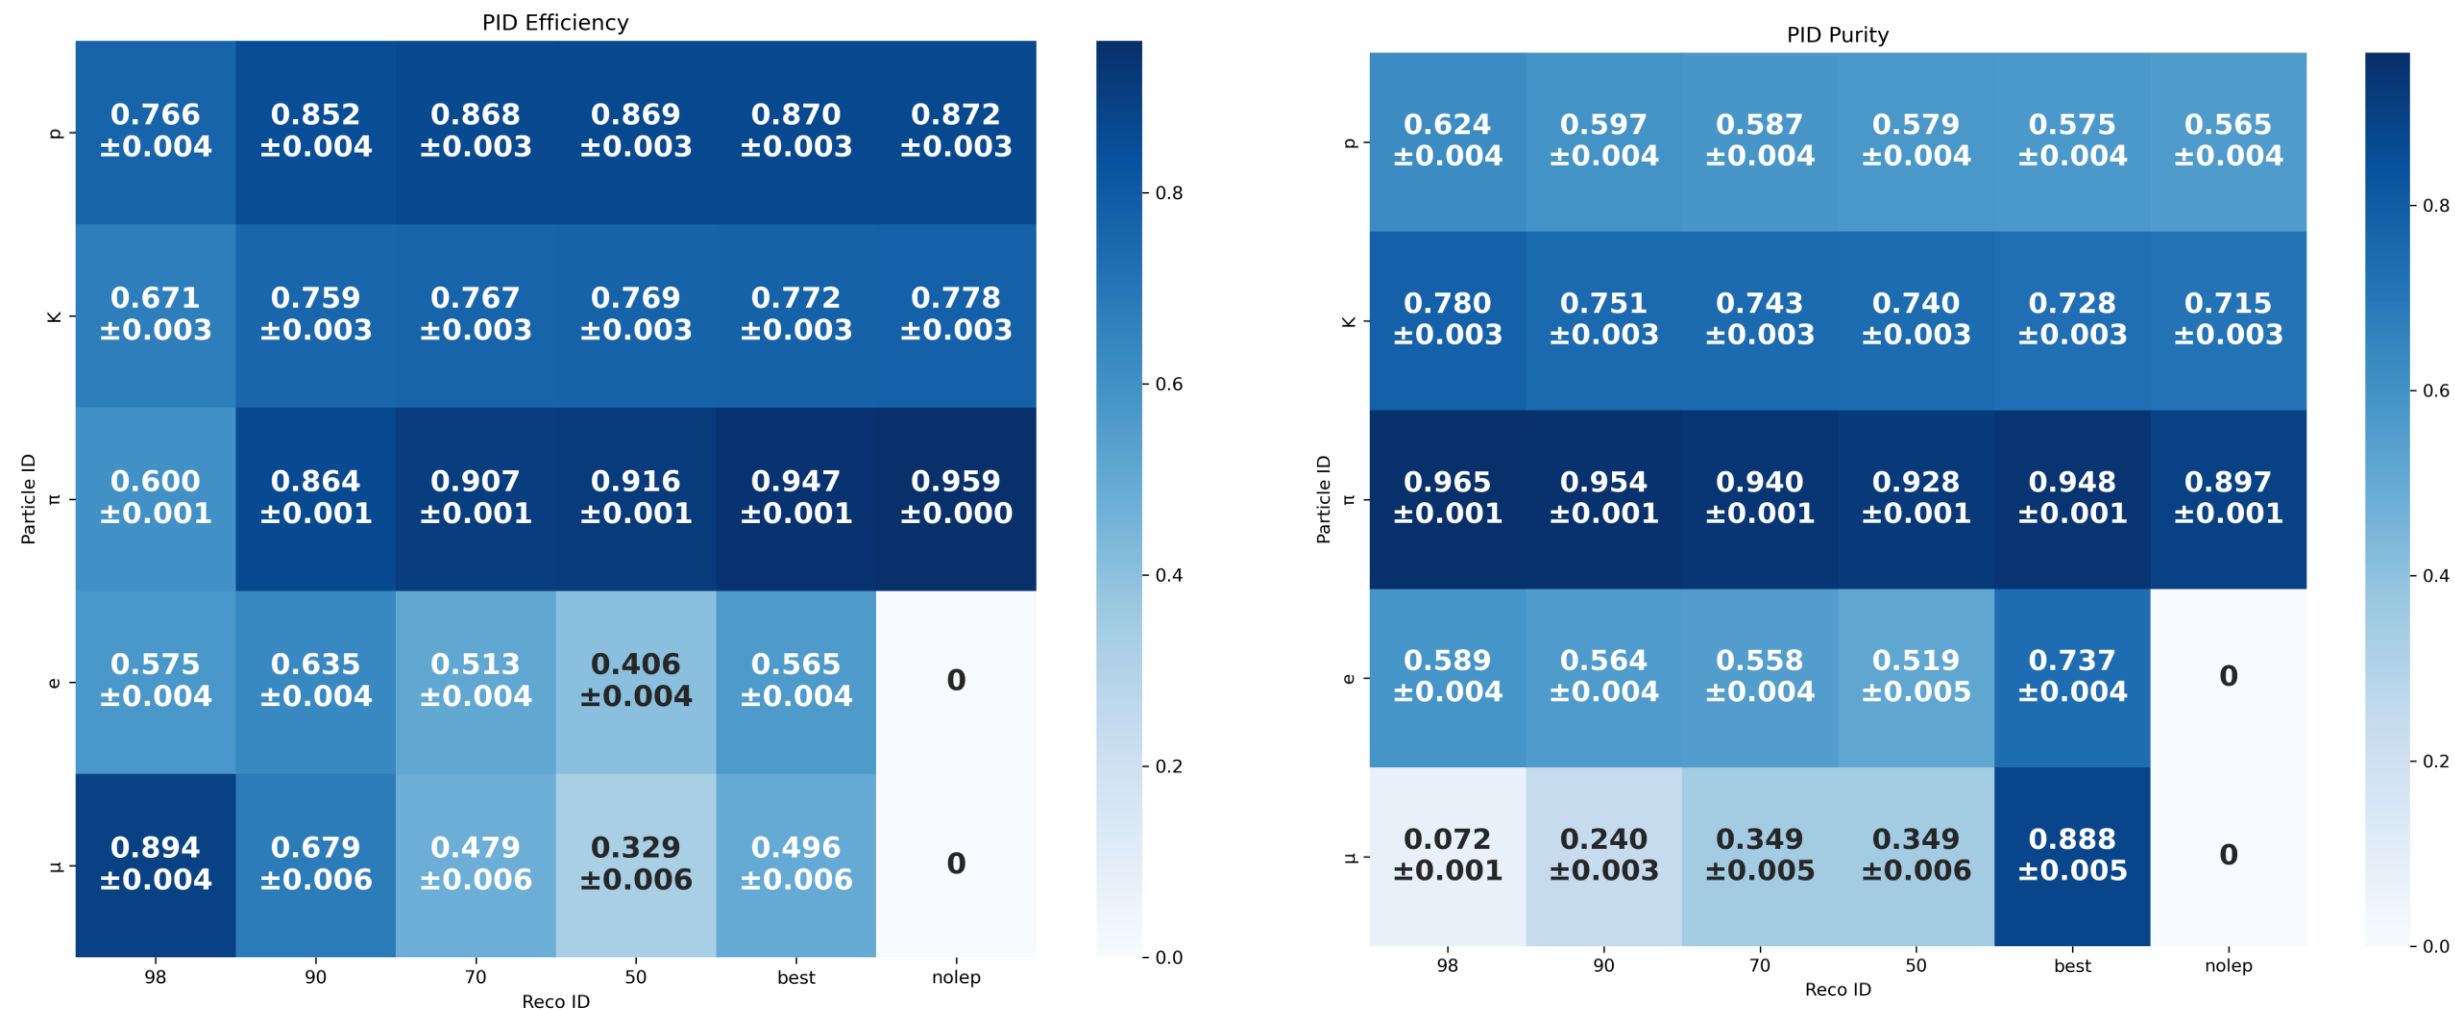 PID Efficiency
Particle ID
p
0.766 0.852 0.868 0.869 0.870 0.872
±0.004 ±0.004 ±0.003 ±0.003 ±0.003 ±0.003
K
0.671 0.759 0.767 0.769 0.772 0.778
±0.003 ±0.003 ±0.003 ±0.003 ±0.003 ±0.003
π
0.600 0.864 0.907 0.916 0.947 0.959
±0.001 ±0.001 ±0.001 ±0.001 ±0.001 ±0.000
e
0.575 0.635 0.513 0.406 0.565 0
±0.004 ±0.004 ±0.004 ±0.004 ±0.004
μ
0.894 0.679 0.479 0.329 0.496 0
±0.004 ±0.006 ±0.006 ±0.006 ±0.006
98 90 70 50 best nolep
Reco ID
0.8
0.6
0.4
0.2
0.0
PID Purity
Particle ID
p
0.624 0.597 0.587 0.579 0.575 0.565
±0.004 ±0.004 ±0.004 ±0.004 ±0.004 ±0.004
K
0.780 0.751 0.743 0.740 0.728 0.715
±0.003 ±0.003 ±0.003 ±0.003 ±0.003 ±0.003
π
0.965 0.954 0.940 0.928 0.948 0.897
±0.001 ±0.001 ±0.001 ±0.001 ±0.001 ±0.001
e
0.589 0.564 0.558 0.519 0.737 0
±0.004 ±0.004 ±0.004 ±0.005 ±0.004
μ
0.072 0.240 0.349 0.349 0.888 0
±0.001 ±0.003 ±0.005 ±0.006 ±0.005
98 90 70 50 best nolep
Reco ID
0.8
0.6
0.4
0.2
0.0